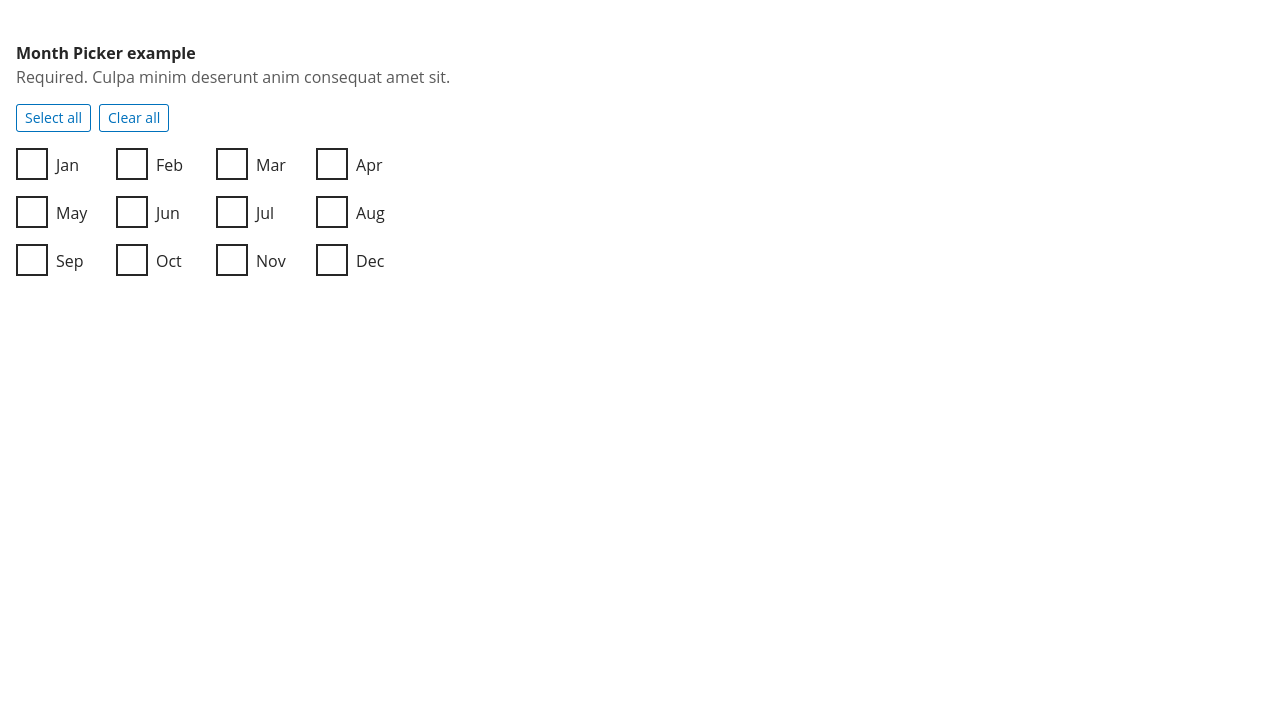 Month Picker example
Required. Culpa minim deserunt anim consequat amet sit.
Select all Clear all
Jan Feb Mar Apr
May Jun Jul Aug
Sep Oct Nov Dec